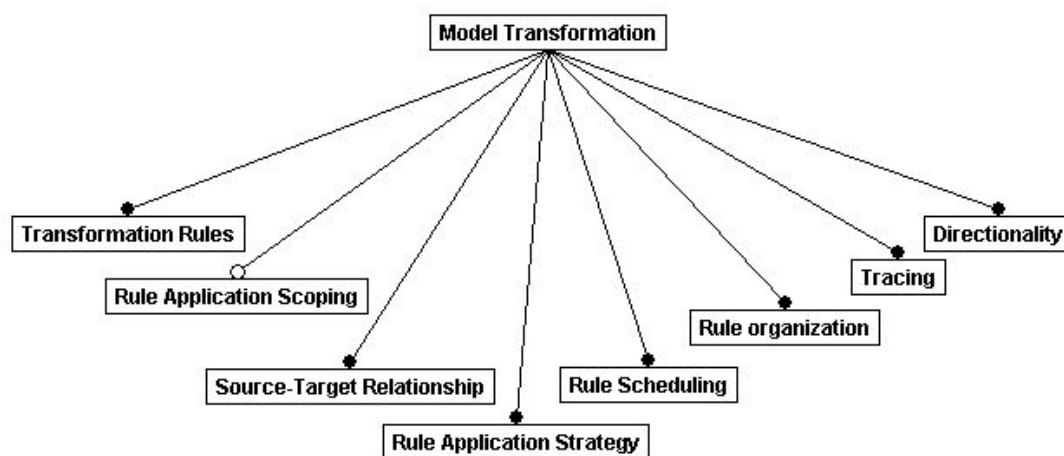 Model Transformation
Transformation Rules
Directionality
Rule Application Scoping
Tracing
Rule organization
Source-Target Relationship
Rule Scheduling
Rule Application Strategy